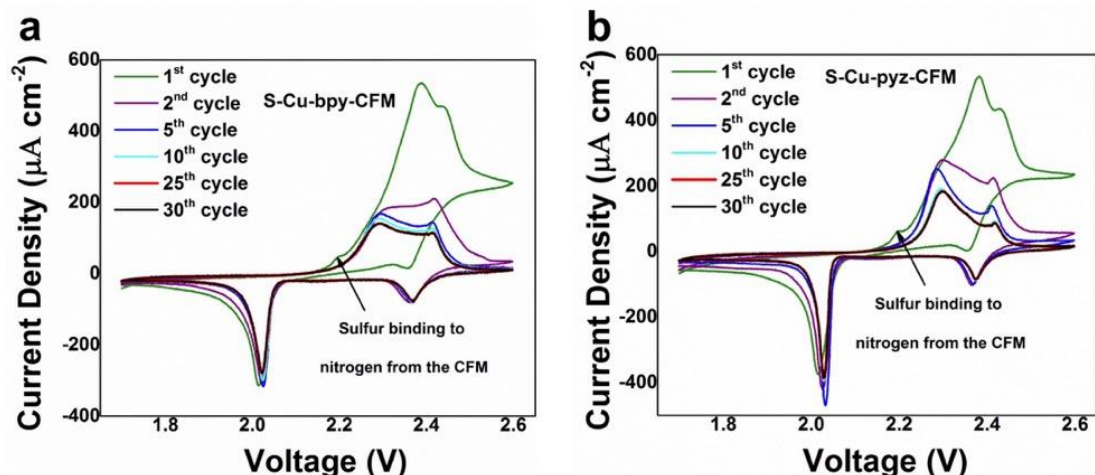 a
Current Density (μA cm⁻²)
600
400
200
0
-200
-400
1st cycle
2nd cycle
5th cycle
10th cycle
25th cycle
30th cycle
S-Cu-bpy-CFM
Sulfur binding to
nitrogen from the CFM
1.8
2.0
2.2
2.4
2.6
Voltage (V)
b
Current Density (μA cm⁻²)
600
400
200
0
-200
-400
1st cycle
2nd cycle
5th cycle
10th cycle
25th cycle
30th cycle
S-Cu-pyz-CFM
Sulfur binding to
nitrogen from the CFM
1.8
2.0
2.2
2.4
2.6
Voltage (V)